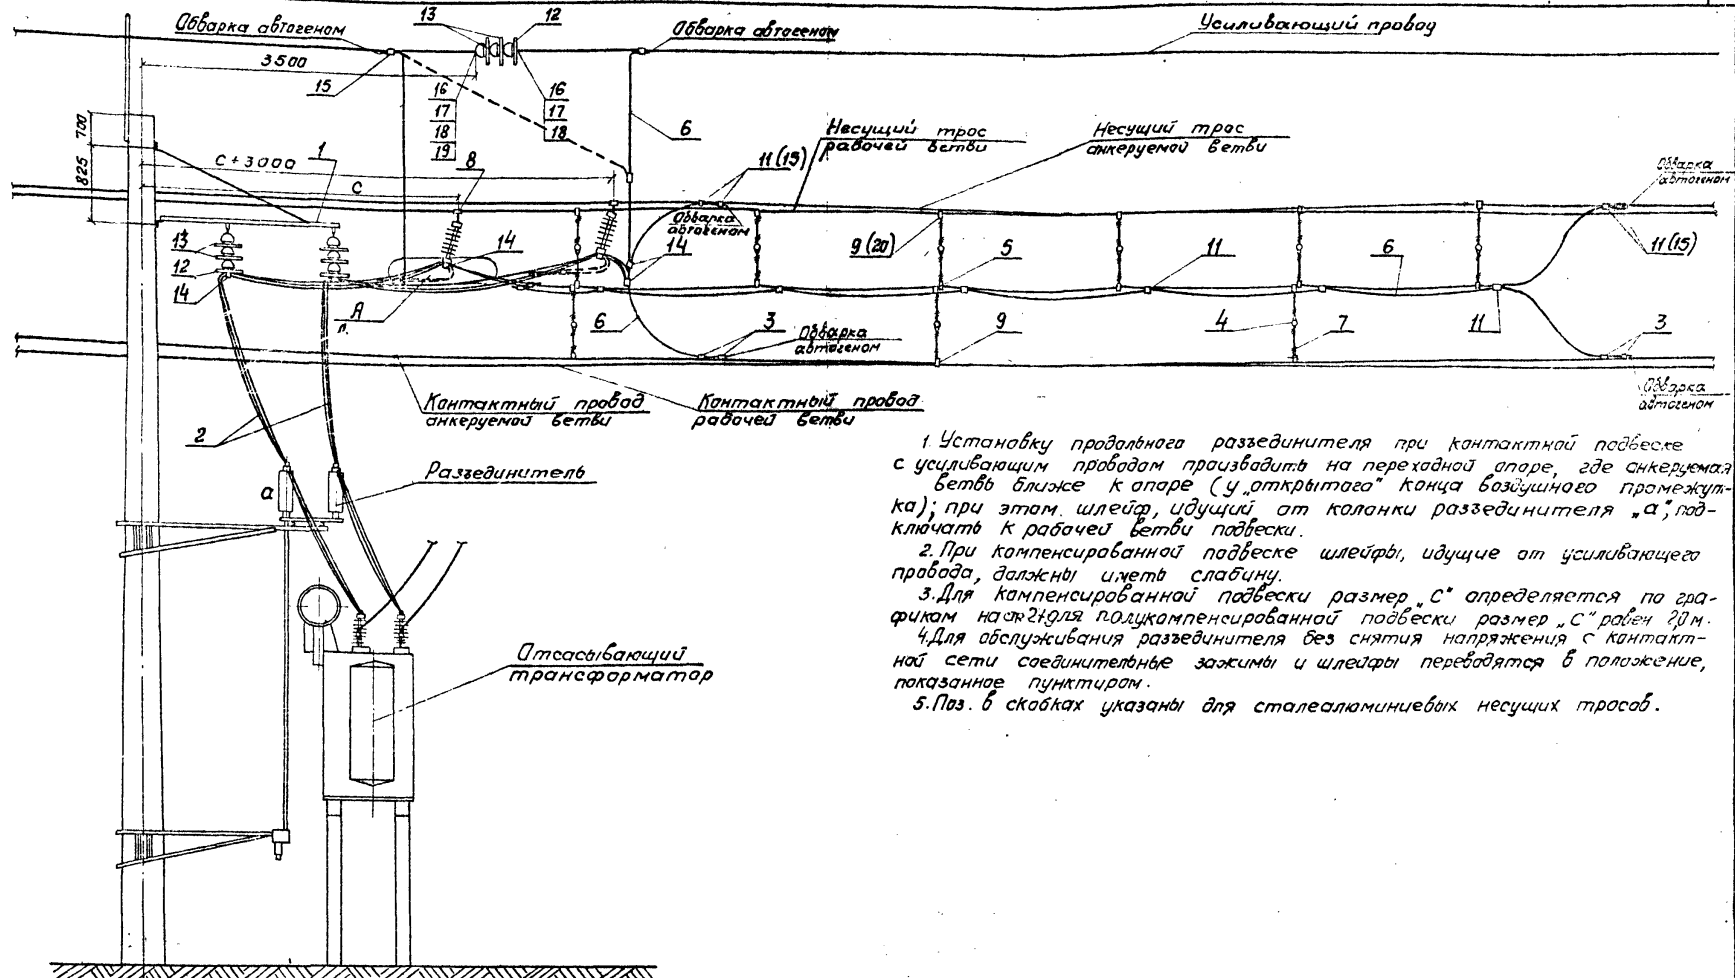 Обварка автогеном
13
12
Обварка автогеном
Усиливающий провод
3500
15
16
17
18
19
16
17
18
6
700
825
1
С+3000
С
8
11(15)
Несущий трос
рабочей ветви
Несущий трос
анкеруемой ветви
Обварка
автогеном
Обварка
автогеном
13
12
14
14
14
9(20)
5
11
6
11(15)
А
6
3
Обварка
автогеном
9
4
7
11
3
Обварка
автогеном
Контактный провод
анкеруемой ветви
Контактный провод
рабочей ветви
2
а
Разъединитель
Отсасывающий
трансформатор
1. Установку продольного разъединителя при контактной подвеске
с усиливающим проводом производить на переходной опоре, где анкеруемая
ветвь ближе к опоре (у „открытого" конца воздушного промежут-
ка); при этом шлейф, идущий от колонки разъединителя „а", под-
ключать к рабочей ветви подвески.
2. При компенсированной подвеске шлейфы, идущие от усиливающего
провода, должны иметь слабину.
3. Для компенсированной подвески размер „С" определяется по гра-
фикам на для полукомпенсированной подвески размер „С" равен м.
4. Для обслуживания разъединителя без снятия напряжения с контакт-
ной сети соединительные зажимы и шлейфы переводятся в положение,
показанное пунктиром.
5. Поз. в скобках указаны для сталеалюминиевых несущих тросов.